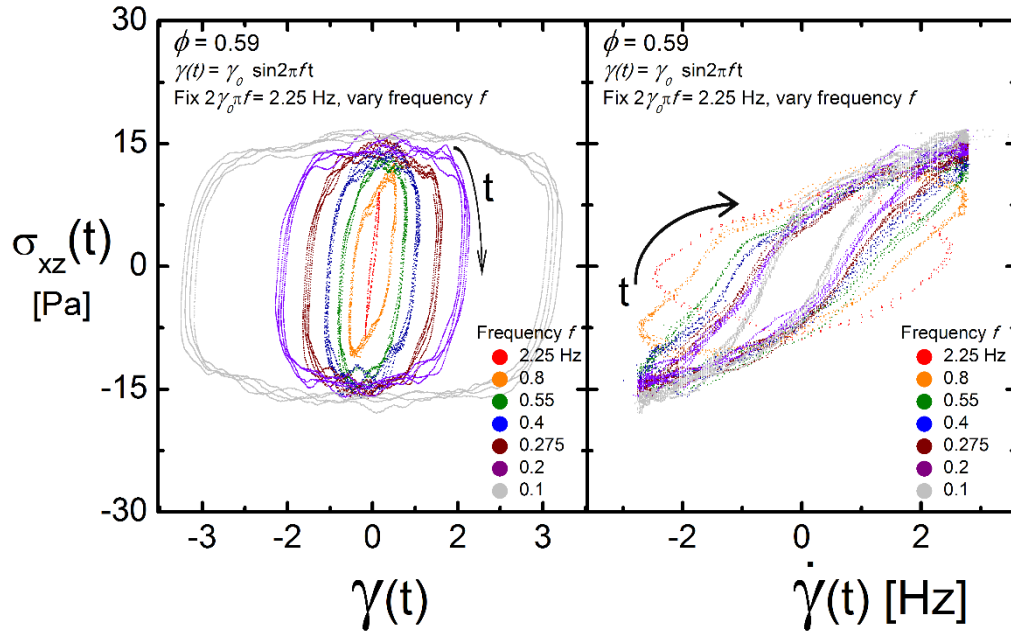 30
15
0
-15
-30
σxz(t)
[Pa]
ϕ = 0.59
γ(t) = γo sin2πft
Fix 2γoπf = 2.25 Hz, vary frequency f
t
Frequency f
2.25 Hz
0.8
0.55
0.4
0.275
0.2
0.1
-3 -2 0 2 3
γ(t)
ϕ = 0.59
γ(t) = γo sin2πft
Fix 2γoπf = 2.25 Hz, vary frequency f
t
Frequency f
2.25 Hz
0.8
0.55
0.4
0.275
0.2
0.1
-2 0 2
γ̇(t) [Hz]